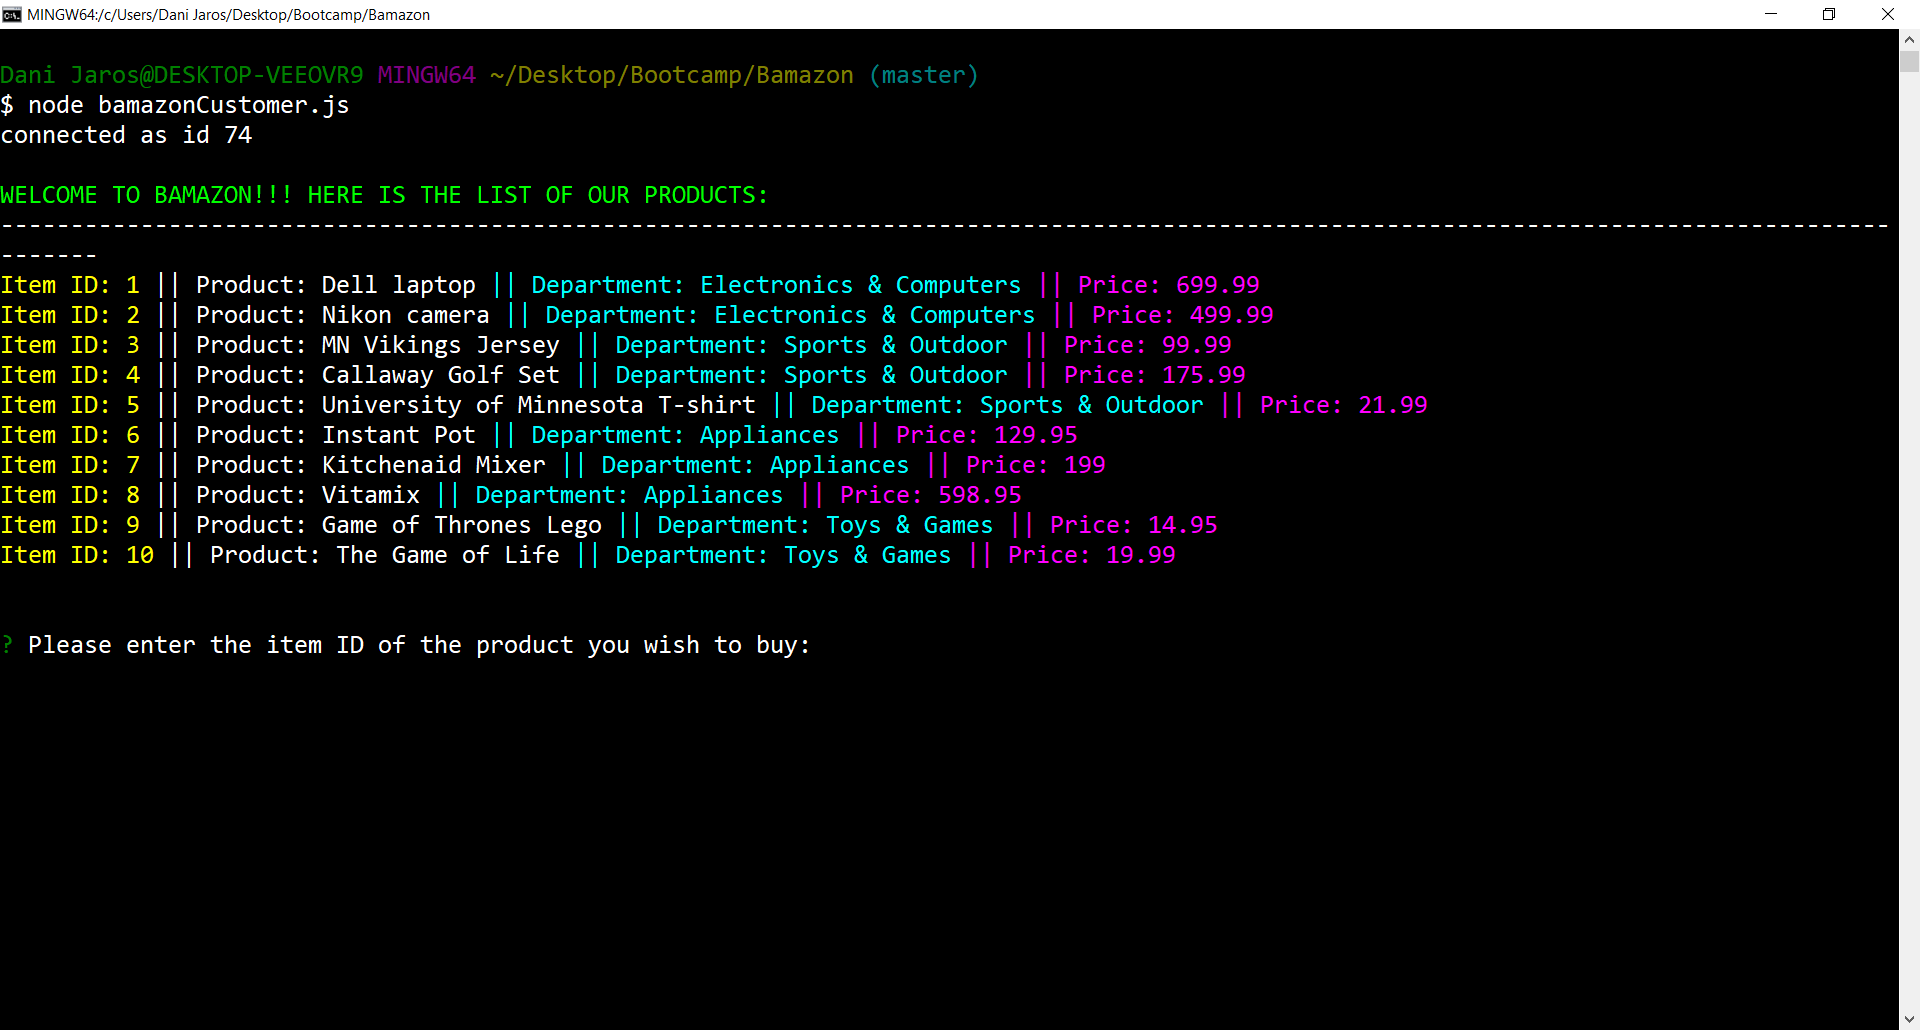 MINGW64:/c/Users/Dani Jaros/Desktop/Bootcamp/Bamazon
Dani Jaros@DESKTOP-VEEOVR9 MINGW64 ~/Desktop/Bootcamp/Bamazon (master)
$ node bamazonCustomer.js
connected as id 74
WELCOME TO BAMAZON!!! HERE IS THE LIST OF OUR PRODUCTS:
---------------------------------------------------------------------------------------------------------------------------------------
-------
Item ID: 1 || Product: Dell laptop || Department: Electronics & Computers || Price: 699.99
Item ID: 2 || Product: Nikon camera || Department: Electronics & Computers || Price: 499.99
Item ID: 3 || Product: MN Vikings Jersey || Department: Sports & Outdoor || Price: 99.99
Item ID: 4 || Product: Callaway Golf Set || Department: Sports & Outdoor || Price: 175.99
Item ID: 5 || Product: University of Minnesota T-shirt || Department: Sports & Outdoor || Price: 21.99
Item ID: 6 || Product: Instant Pot || Department: Appliances || Price: 129.95
Item ID: 7 || Product: Kitchenaid Mixer || Department: Appliances || Price: 199
Item ID: 8 || Product: Vitamix || Department: Appliances || Price: 598.95
Item ID: 9 || Product: Game of Thrones Lego || Department: Toys & Games || Price: 14.95
Item ID: 10 || Product: The Game of Life || Department: Toys & Games || Price: 19.99
? Please enter the item ID of the product you wish to buy: